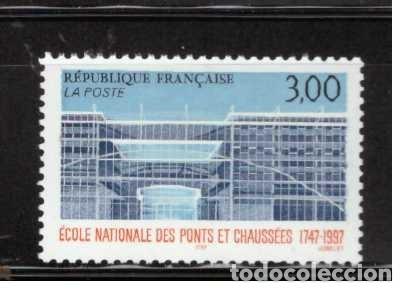 RÉPUBLIQUE FRANÇAISE
3,00
LA POSTE
ÉCOLE NATIONALE DES PONTS ET CHAUSSÉES 1747-1997
todocoleccion